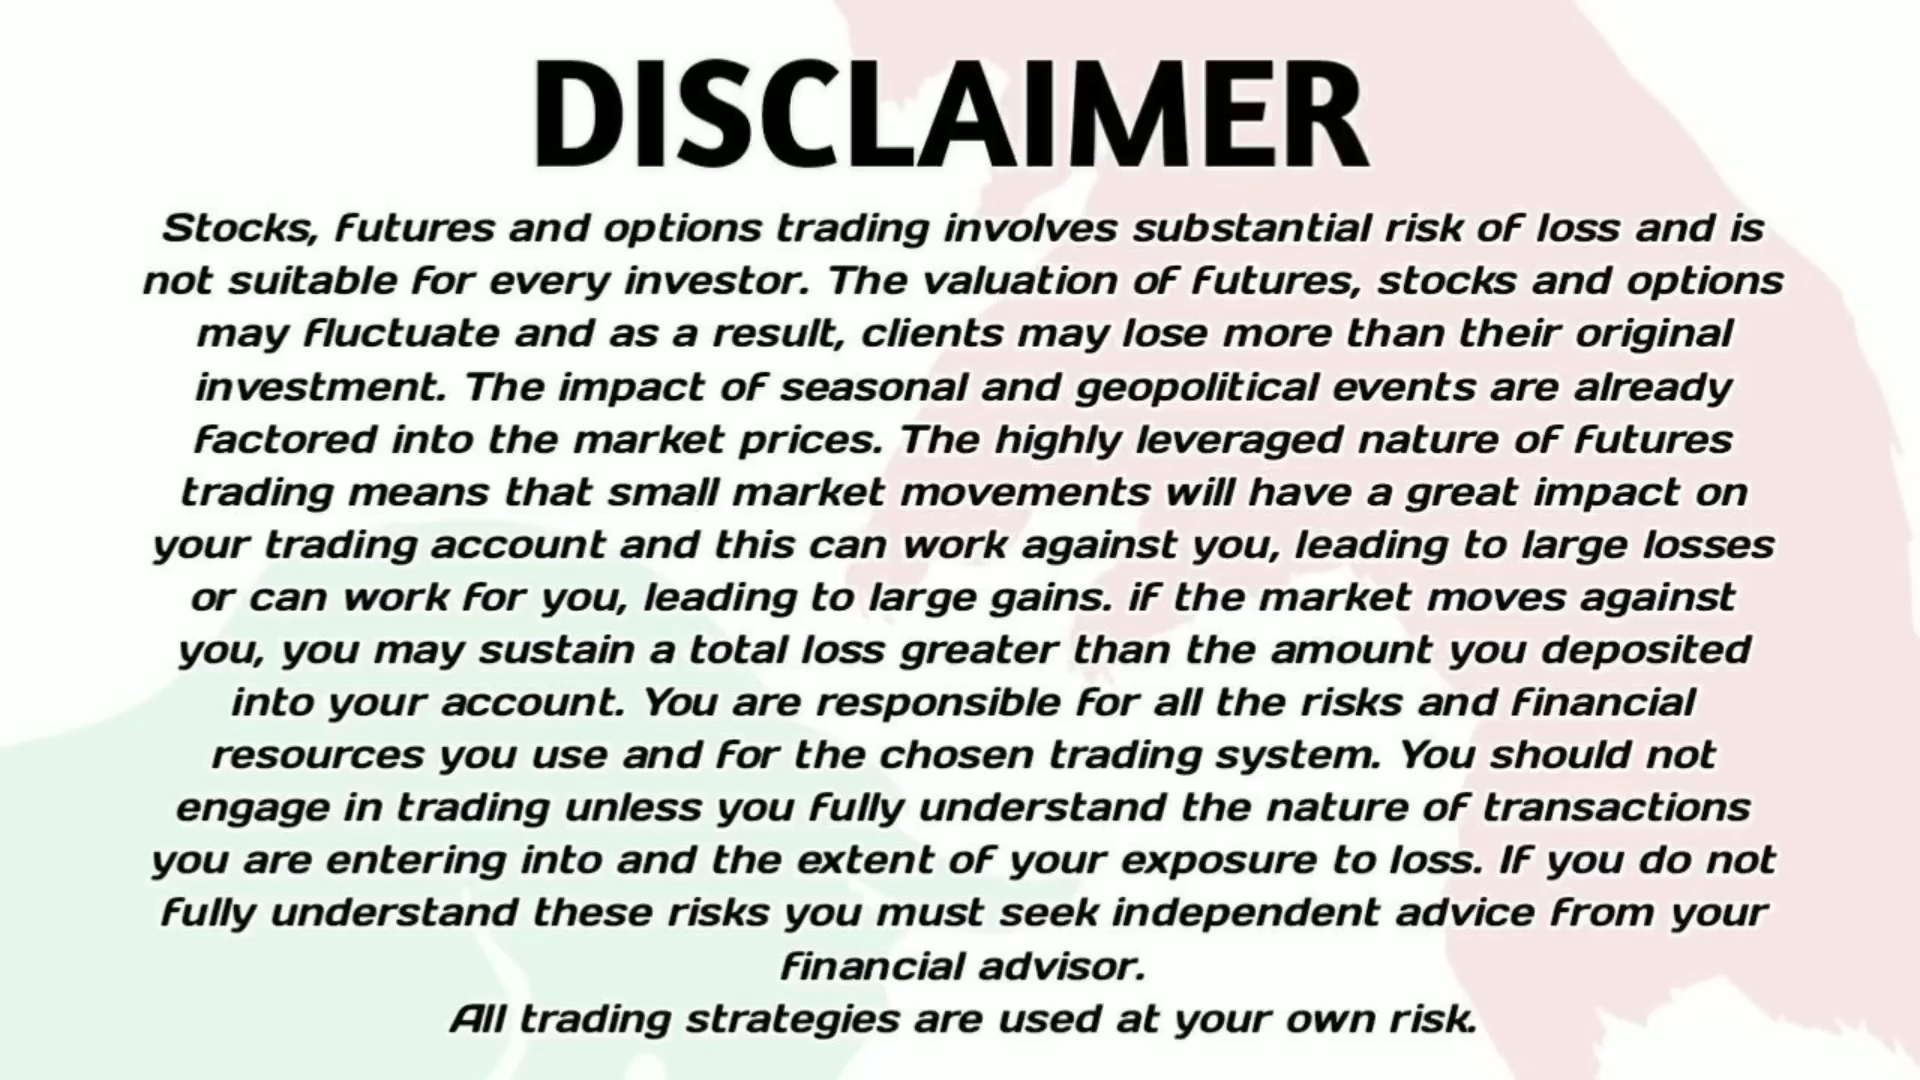 DISCLAIMER
Stocks, futures and options trading involves substantial risk of loss and is
not suitable for every investor. The valuation of futures, stocks and options
may fluctuate and as a result, clients may lose more than their original
investment. The impact of seasonal and geopolitical events are already
factored into the market prices. The highly leveraged nature of futures
trading means that small market movements will have a great impact on
your trading account and this can work against you, leading to large losses
or can work for you, leading to large gains. if the market moves against
you, you may sustain a total loss greater than the amount you deposited
into your account. You are responsible for all the risks and financial
resources you use and for the chosen trading system. You should not
engage in trading unless you fully understand the nature of transactions
you are entering into and the extent of your exposure to loss. If you do not
fully understand these risks you must seek independent advice from your
financial advisor.
All trading strategies are used at your own risk.